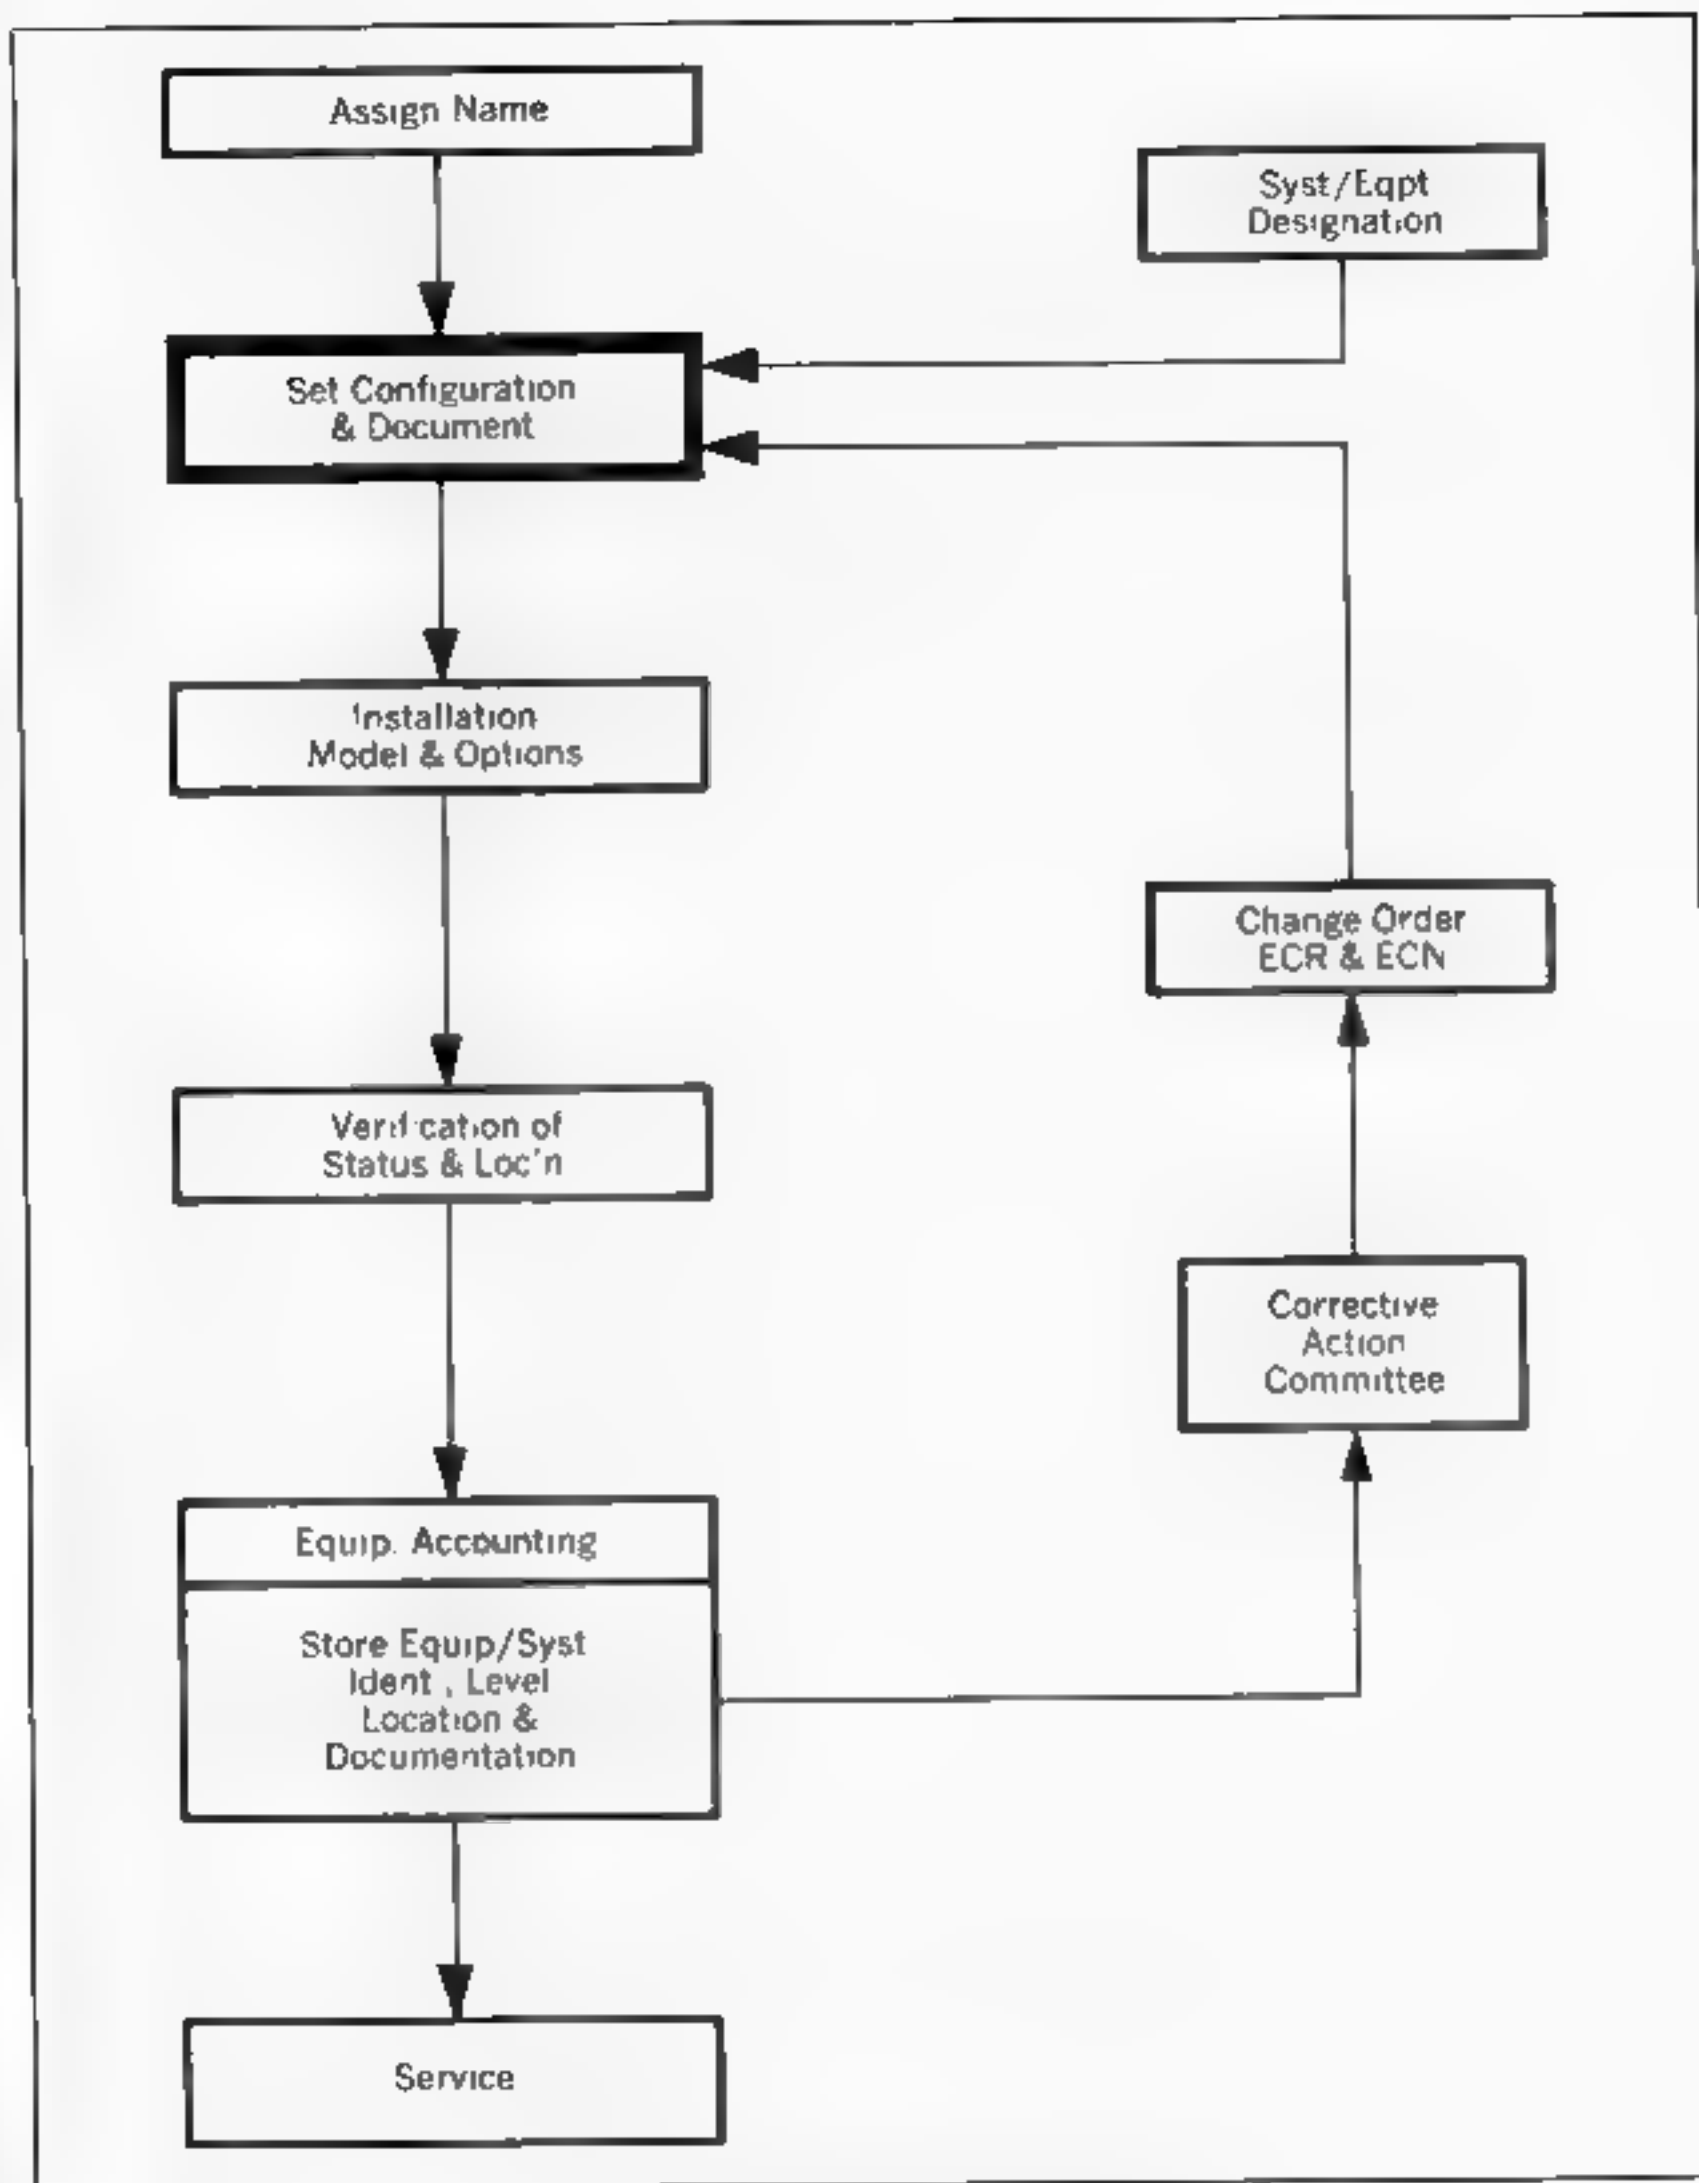 Assign Name
Syst/Eqpt
Designation
Set Configuration
& Document
Installation
Model & Options
Change Order
ECR & ECN
Verification of
Status & Loc'n
Corrective
Action
Committee
Equip. Accounting
Store Equip/Syst
Ident., Level
Location &
Documentation
Service